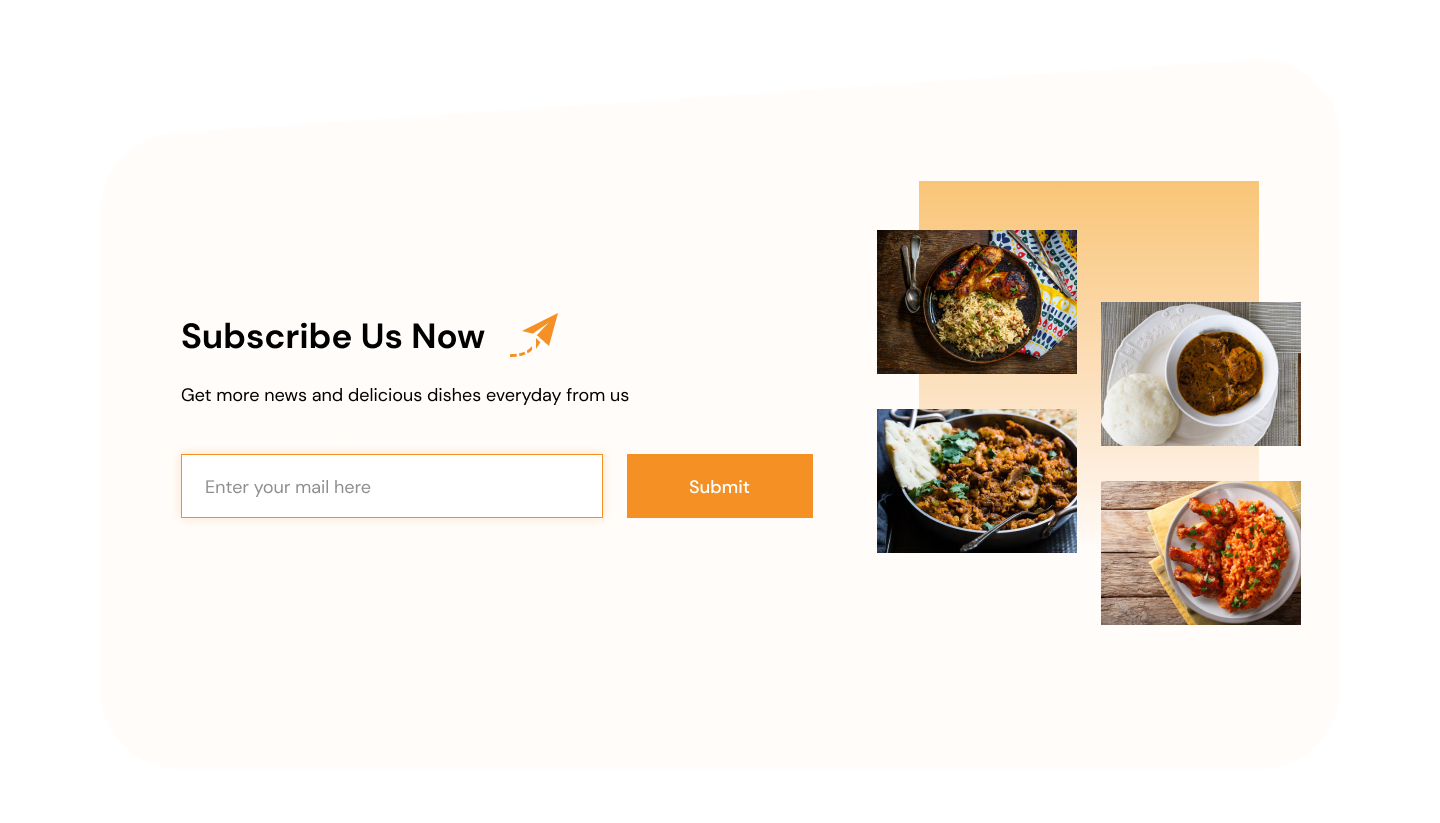 Subscribe Us Now
Get more news and delicious dishes everyday from us
Enter your mail here
Submit